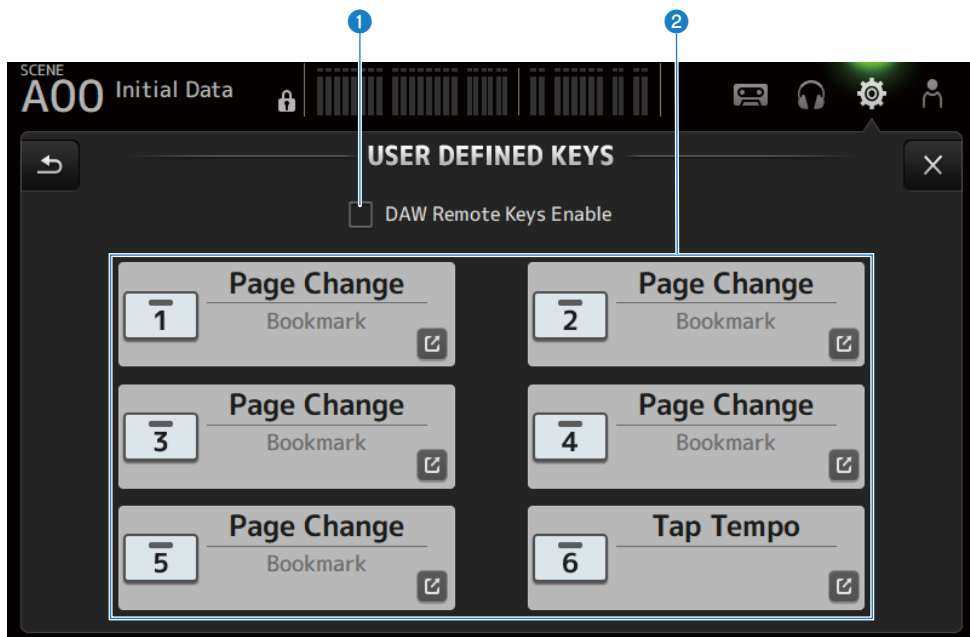 1 2
SCENE
A00 Initial Data
USER DEFINED KEYS
DAW Remote Keys Enable
1 Page Change
Bookmark
2 Page Change
Bookmark
3 Page Change
Bookmark
4 Page Change
Bookmark
5 Page Change
Bookmark
6 Tap Tempo